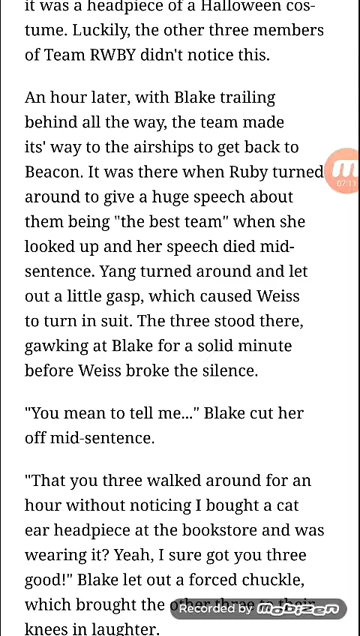 it was a headpiece of a Halloween cos-
tume. Luckily, the other three members
of Team RWBY didn't notice this.
An hour later, with Blake trailing
behind all the way, the team made
its' way to the airships to get back to
Beacon. It was there when Ruby turned
around to give a huge speech about
them being "the best team" when she
looked up and her speech died mid-
sentence. Yang turned around and let
out a little gasp, which caused Weiss
to turn in suit. The three stood there,
gawking at Blake for a solid minute
before Weiss broke the silence.
"You mean to tell me..." Blake cut her
off mid-sentence.
"That you three walked around for an
hour without noticing I bought a cat
ear headpiece at the bookstore and was
wearing it? Yeah, I sure got you three
good!" Blake let out a forced chuckle,
which brought the other three to their
knees in laughter.
07:11
Recorded by mobizen